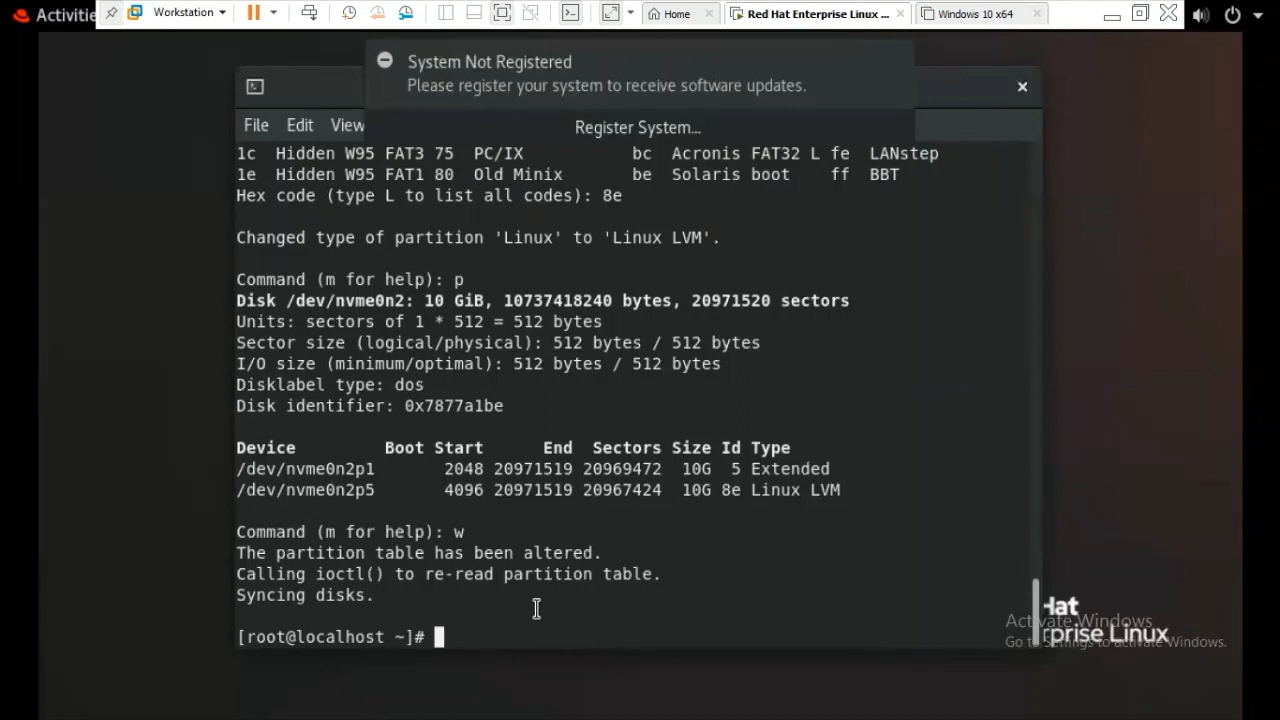 Activitie Workstation Home Red Hat Enterprise Linux ... Windows 10 x64
System Not Registered
Please register your system to receive software updates.
Register System...
File Edit View
1c Hidden W95 FAT3 75 PC/IX bc Acronis FAT32 L fe LANstep
1e Hidden W95 FAT1 80 Old Minix be Solaris boot ff BBT
Hex code (type L to list all codes): 8e
Changed type of partition 'Linux' to 'Linux LVM'.
Command (m for help): p
Disk /dev/nvme0n2: 10 GiB, 10737418240 bytes, 20971520 sectors
Units: sectors of 1 * 512 = 512 bytes
Sector size (logical/physical): 512 bytes / 512 bytes
I/O size (minimum/optimal): 512 bytes / 512 bytes
Disklabel type: dos
Disk identifier: 0x7877a1be
Device Boot Start End Sectors Size Id Type
/dev/nvme0n2p1 2048 20971519 20969472 10G 5 Extended
/dev/nvme0n2p5 4096 20971519 20967424 10G 8e Linux LVM
Command (m for help): w
The partition table has been altered.
Calling ioctl() to re-read partition table.
Syncing disks.
[root@localhost ~]#
Hat
rprise Linux
Activate Windows
Go to Settings to activate Windows.